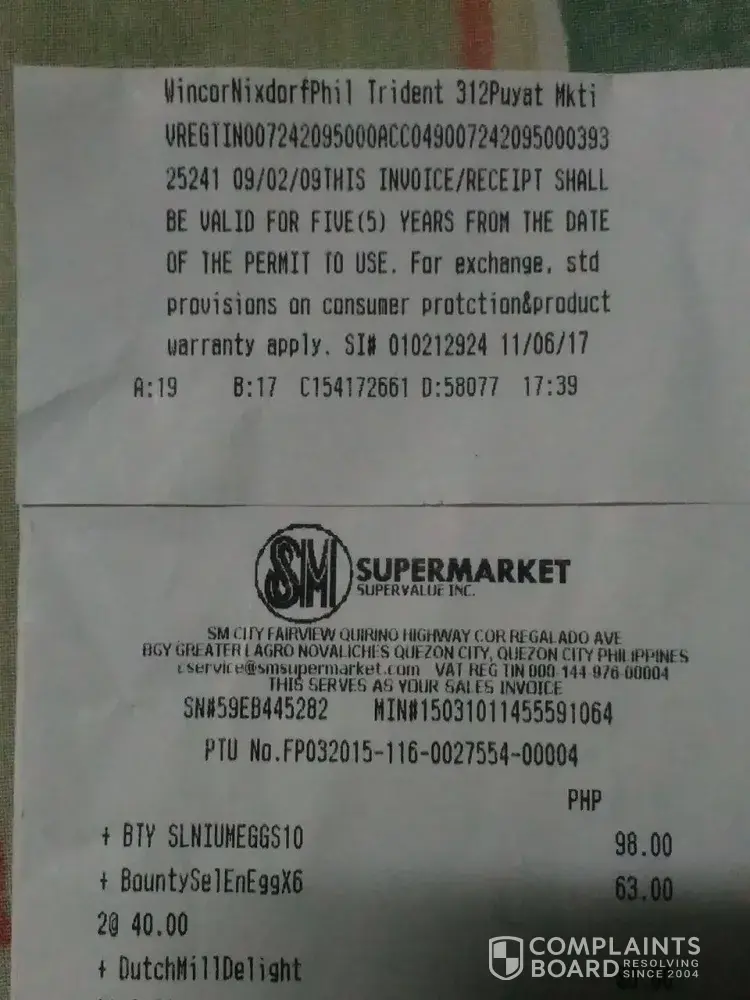 WincorNixdorfPhil Trident 312Puyat Mkti
VREGTIN007242095000ACC049007242095000393
25241 09/02/09THIS INVOICE/RECEIPT SHALL
BE VALID FOR FIVE(5) YEARS FROM THE DATE
OF THE PERMIT TO USE. For exchange, std
provisions on consumer protction&product
warranty apply. SI# 010212924 11/06/17
A:19 B:17 C154172661 D:58077 17:39
SM SUPERMARKET
SUPERVALUE INC.
SM CITY FAIRVIEW QUIRINO HIGHWAY COR REGALADO AVE
BGY GREATER LAGRO NOVALICHES QUEZON CITY, QUEZON CITY PHILIPPINES
cservice@smsupermarket.com VAT REG TIN 000-144-976-00004
THIS SERVES AS YOUR SALES INVOICE
SN#59EB445282 MIN#15031011455591064
PTU No.FP032015-116-0027554-00004
PHP
+ BTY SLNIUMEGGS10 98.00
+ BountySelEnEggX6 63.00
2@ 40.00
+ DutchMillDelight
COMPLAINTS
BOARD RESOLVING SINCE 2004